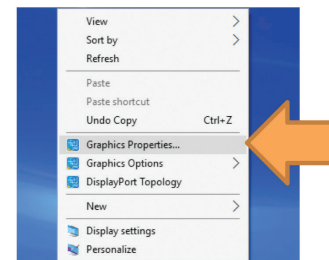 View
Sort by
Refresh
Paste
Paste shortcut
Undo Copy Ctrl+Z
Graphics Properties...
Graphics Options
DisplayPort Topology
New
Display settings
Personalize